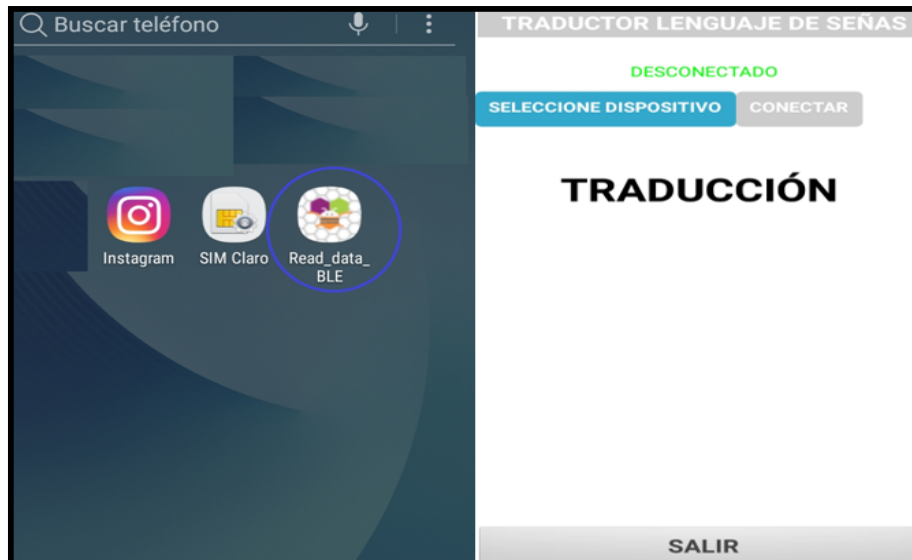 Buscar teléfono
Instagram
SIM Claro
Read_data_
BLE
TRADUCTOR LENGUAJE DE SEÑAS
DESCONECTADO
SELECCIONE DISPOSITIVO
CONECTAR
TRADUCCIÓN
SALIR